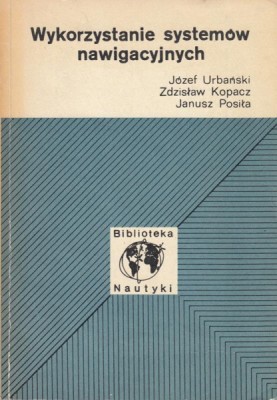 Wykorzystanie systemów
nawigacyjnych
Józef Urbański
Zdzisław Kopacz
Janusz Posiła
Biblioteka
Nautyki